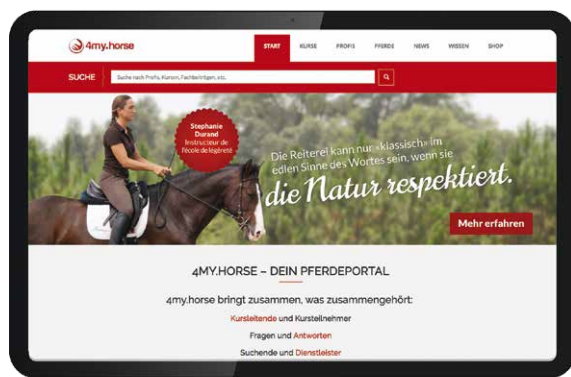 4my.horse
START KURSE PROFIS PFERDE NEWS WISSEN SHOP
SUCHE
Suche nach Profis, Kursen, Fachbeiträgen, etc.
Stephanie
Durand
Instructeur de
l'école de légèreté
Die Reiterei kann nur «klassisch» im
edlen Sinne des Wortes sein, wenn sie
die Natur respektiert.
Mehr erfahren
4MY.HORSE – DEIN PFERDEPORTAL
4my.horse bringt zusammen, was zusammengehört:
Kursleitende und Kursteilnehmer
Fragen und Antworten
Suchende und Dienstleister